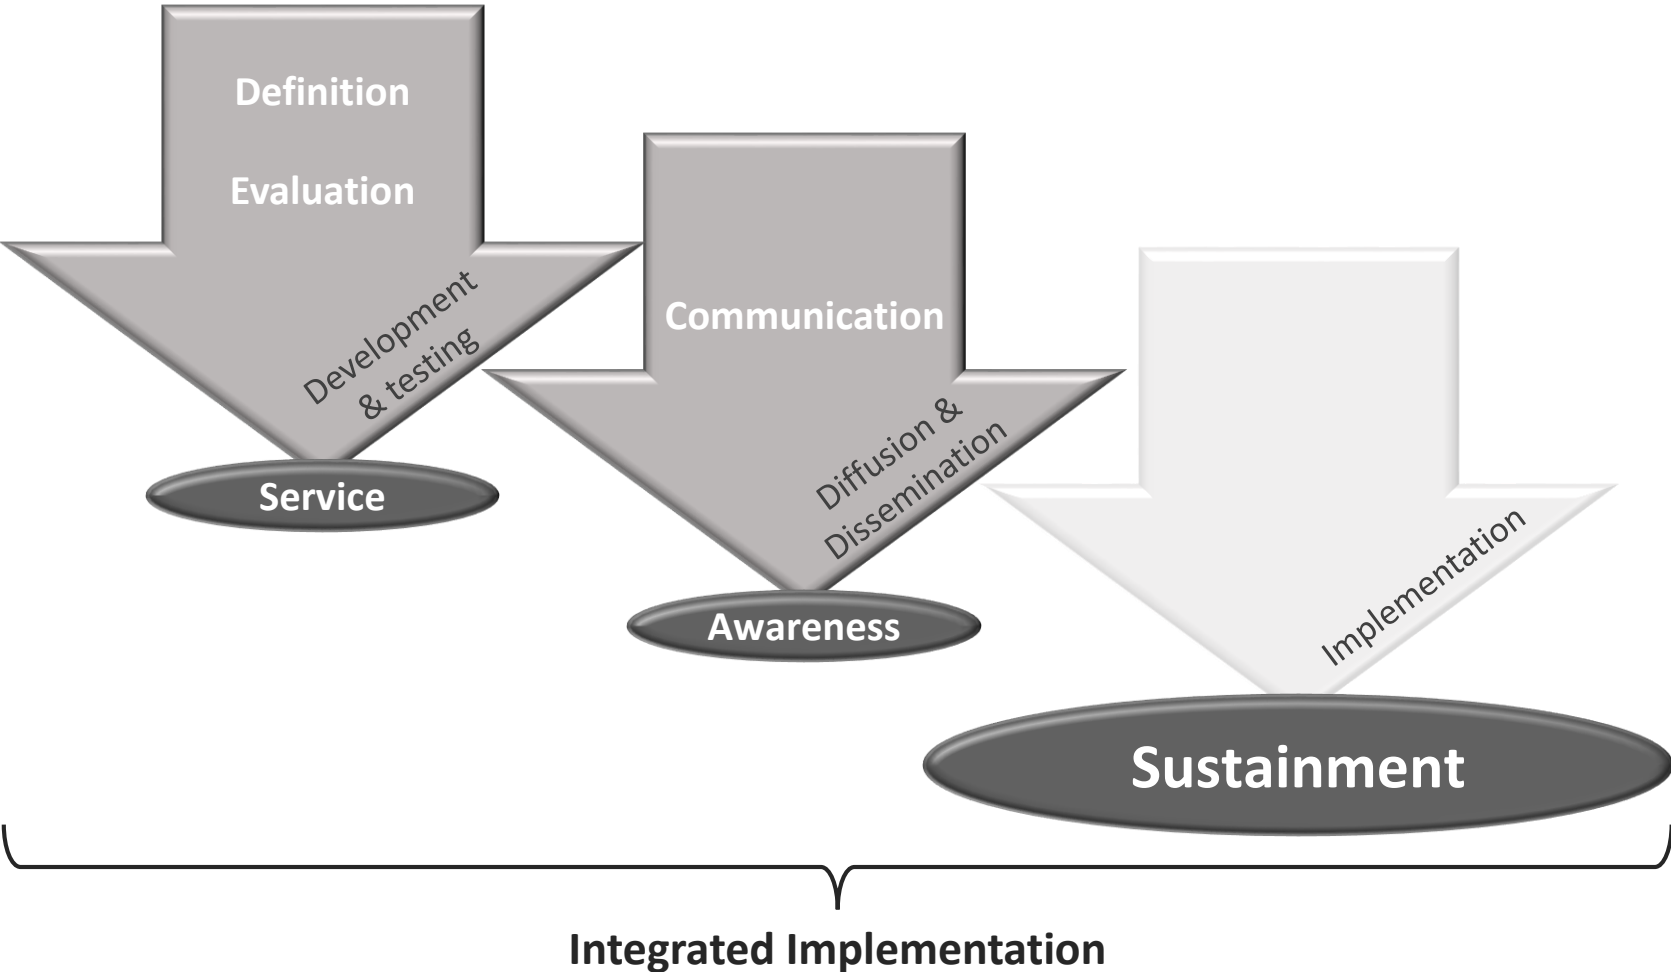 Definition
Evaluation
Development
& testing
Service
Communication
Diffusion &
Dissemination
Awareness
Implementation
Sustainment
Integrated Implementation